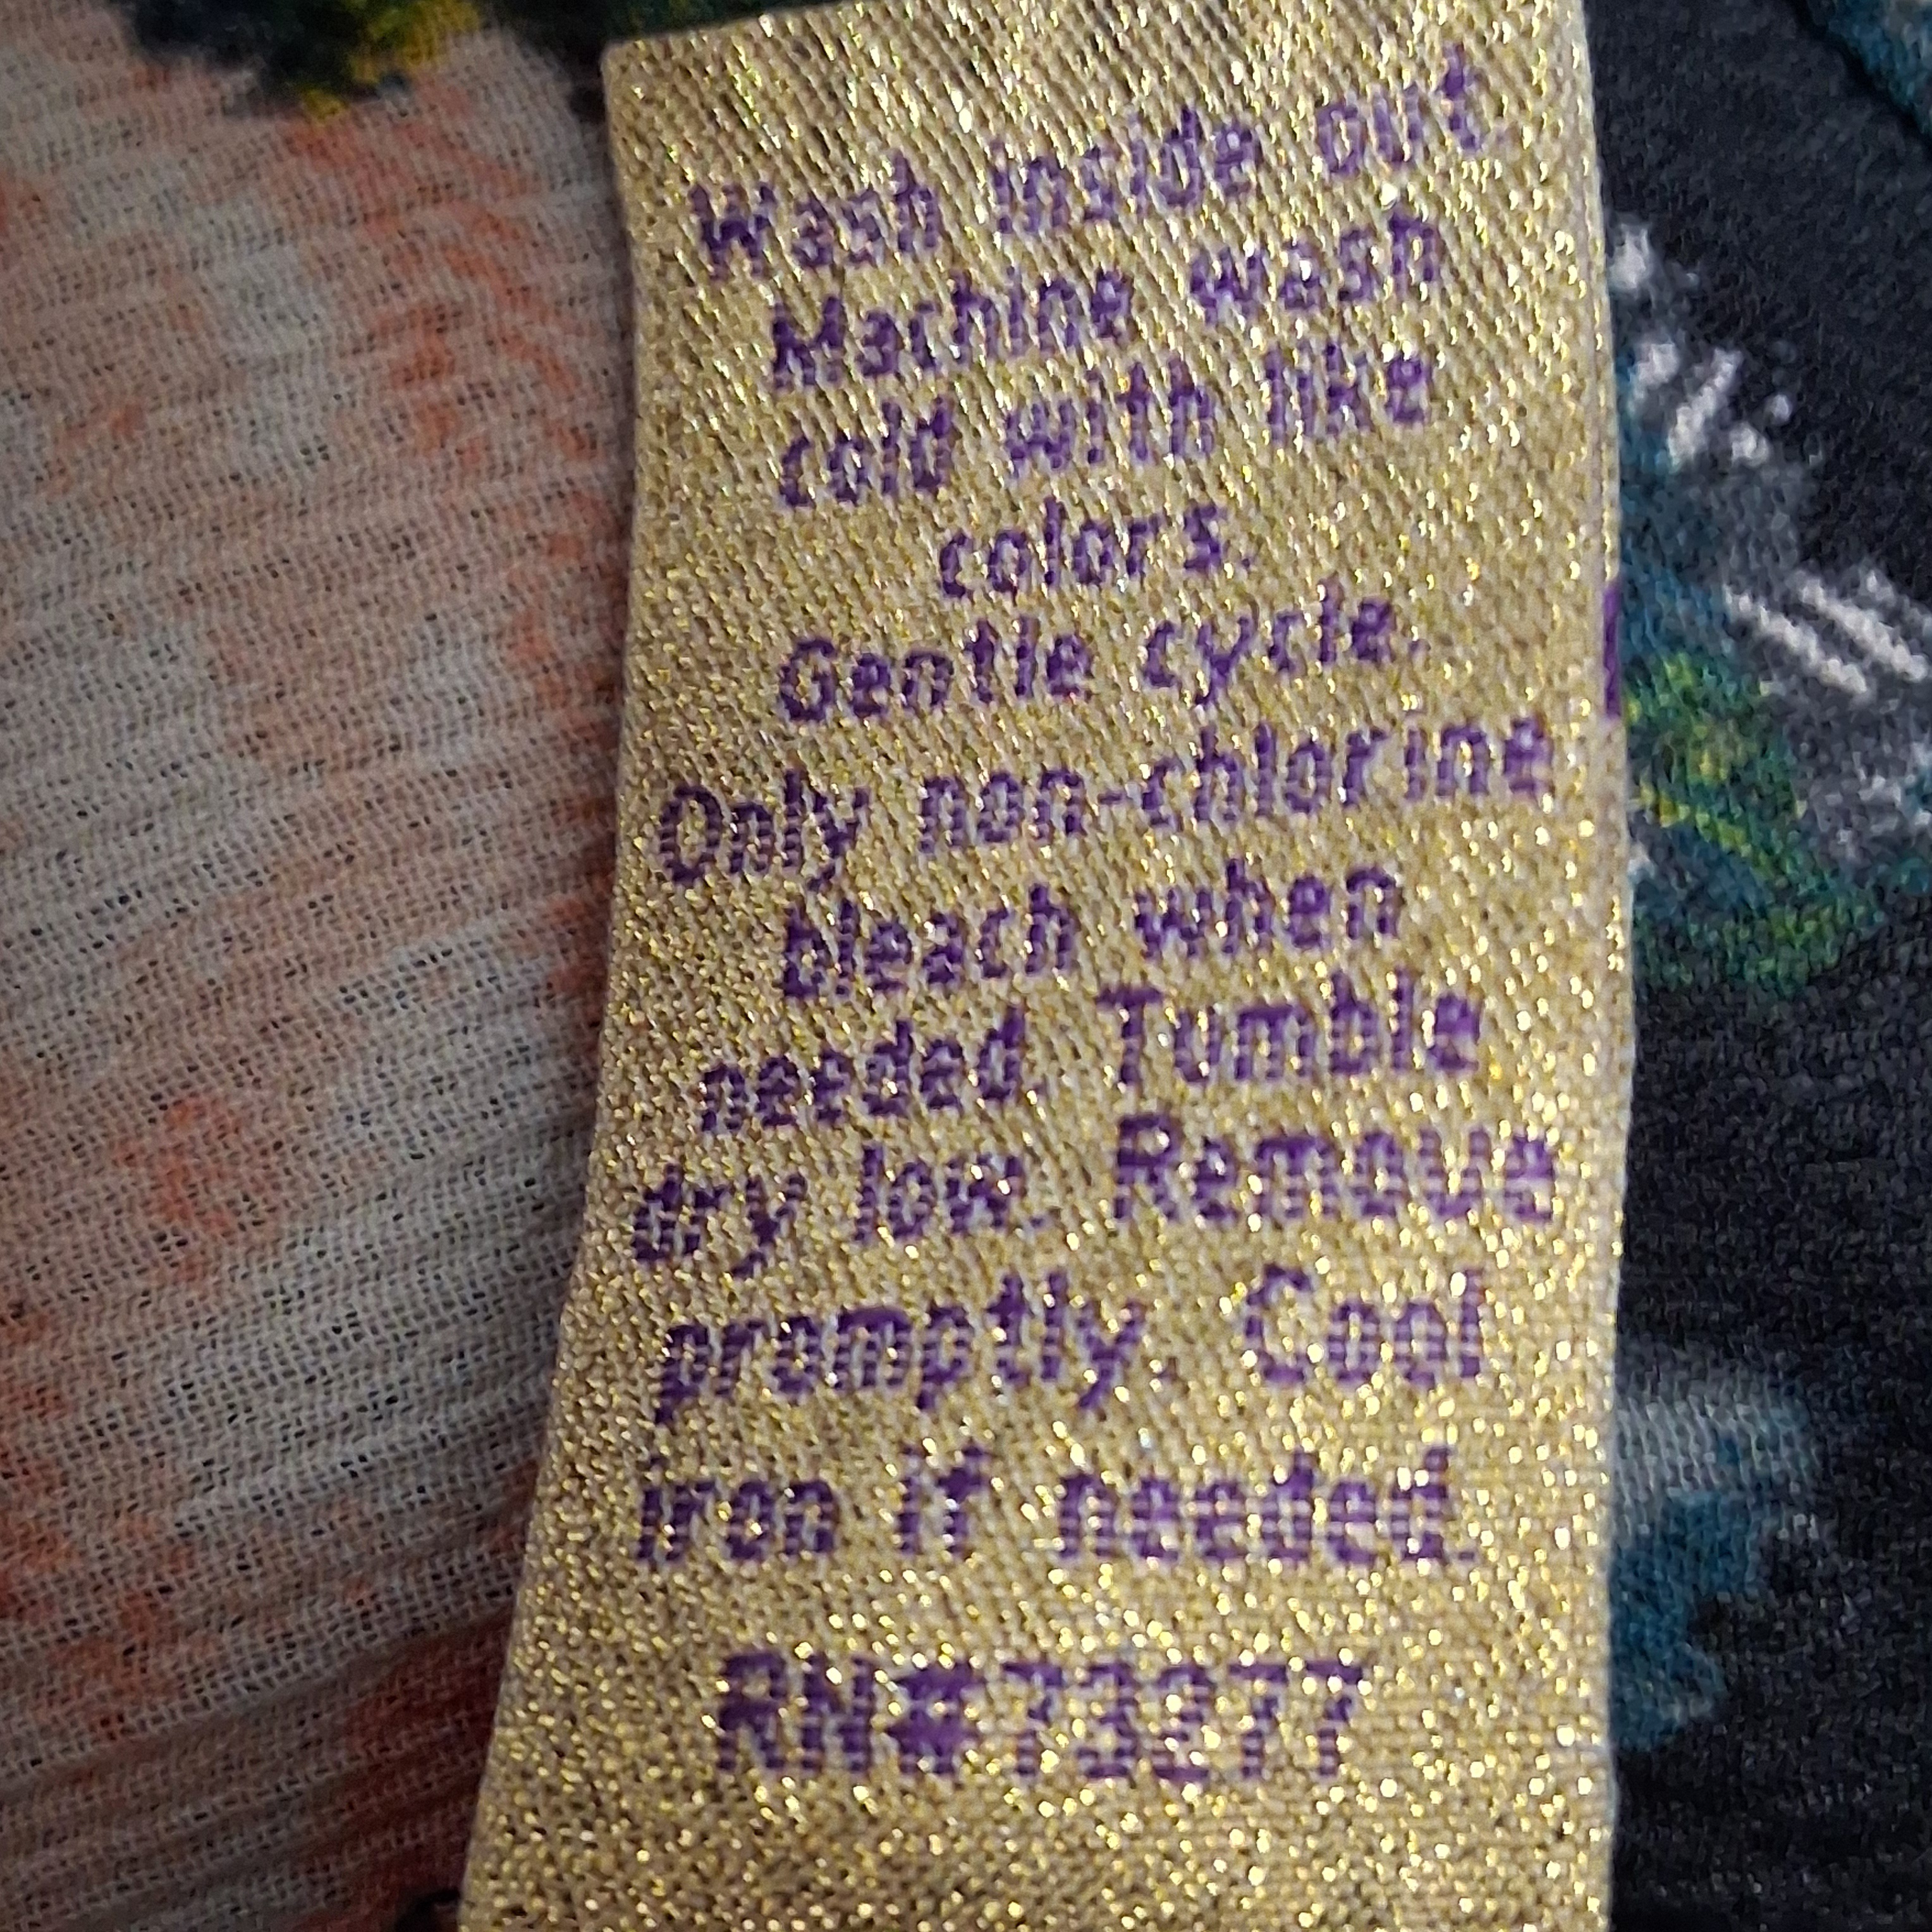 Wash inside out.
Machine wash
cold with like
colors.
Gentle cycle.
Only non-chlorine
bleach when
needed. Tumble
dry low. Remove
promptly. Cool
iron if needed.
RN#73277